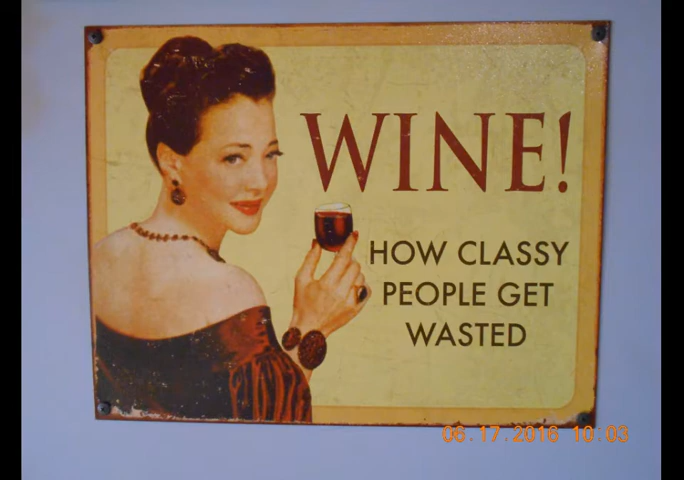 WINE!
HOW CLASSY
PEOPLE GET
WASTED
06.17.2016 10:03